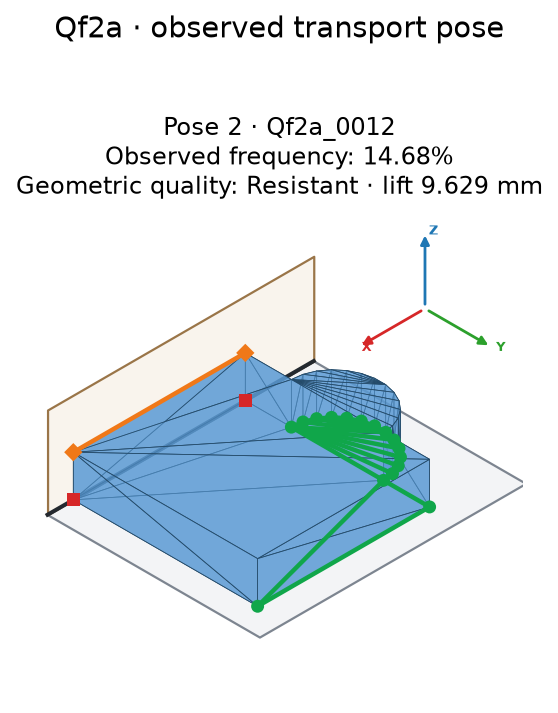 Qf2a · observed transport pose
Pose 2 · Qf2a_0012
Observed frequency: 14.68%
Geometric quality: Resistant · lift 9.629 mm
Z
X
Y